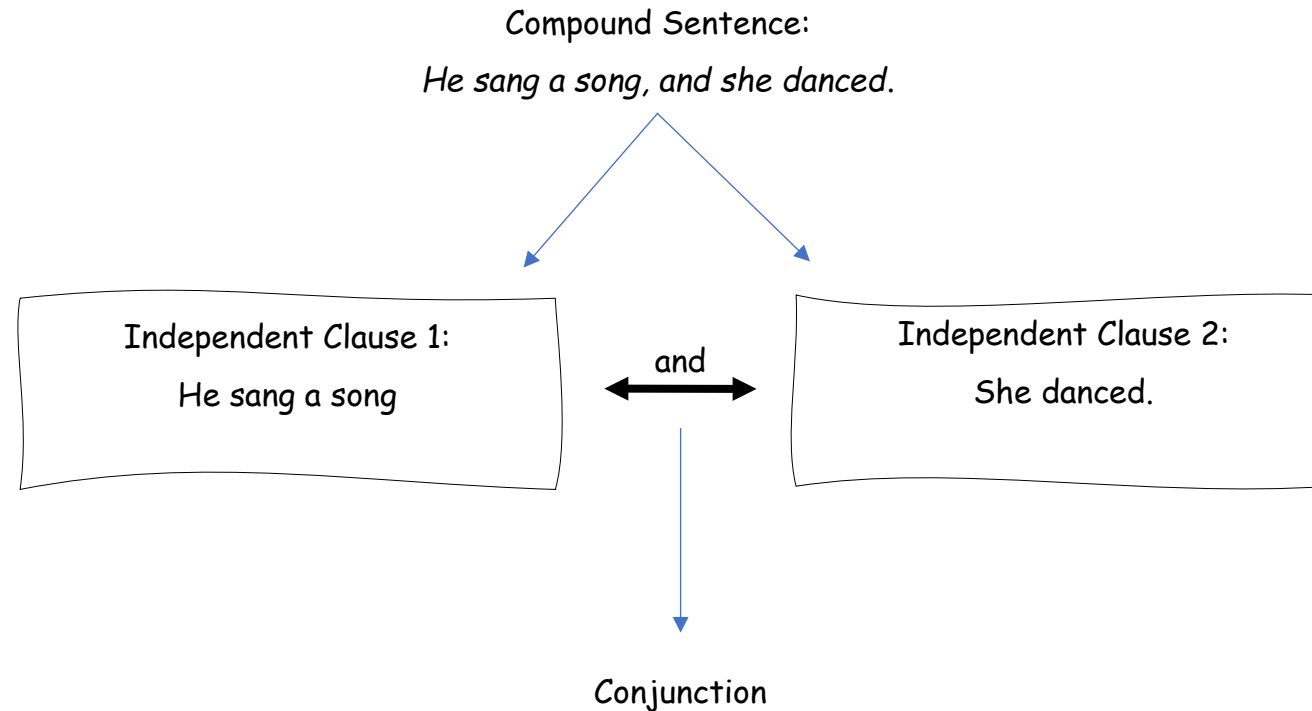 Compound Sentence:
He sang a song, and she danced.
Independent Clause 1:
He sang a song
and
Independent Clause 2:
She danced.
Conjunction